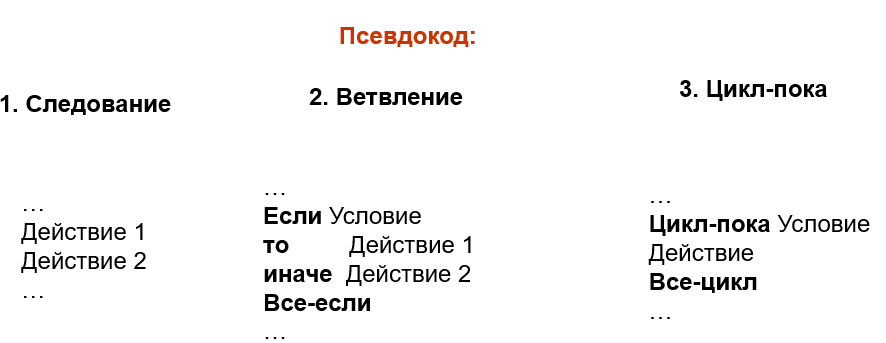 Псевдокод:
1. Следование
2. Ветвление
3. Цикл-пока
…
Действие 1
Действие 2
…
…
Если Условие
то Действие 1
иначе Действие 2
Все-если
…
…
Цикл-пока Условие
Действие
Все-цикл
…